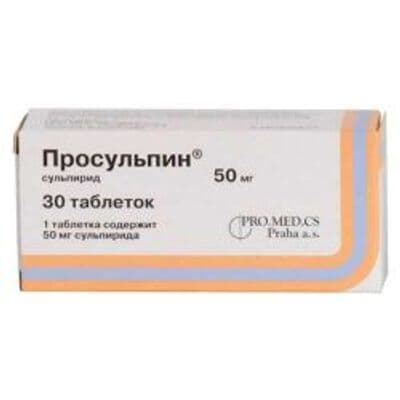 Просульпин®
сульпирид
50 мг
30 таблеток
1 таблетка содержит
50 мг сульпирида
PRO.MED.CS
Praha a.s.